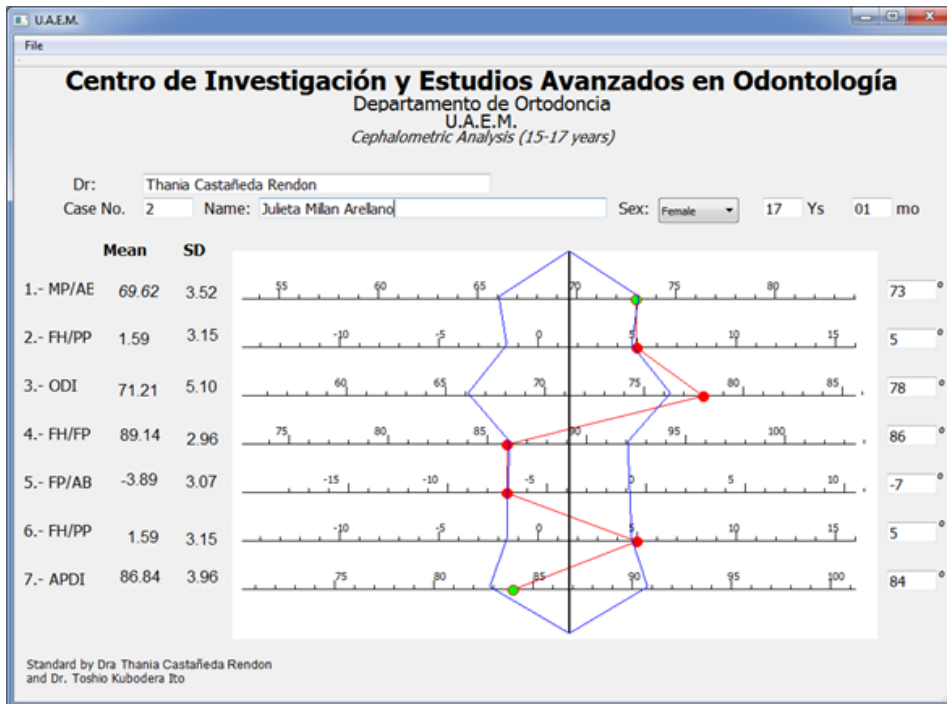 U.A.E.M.
File
Centro de Investigación y Estudios Avanzados en Odontología
Departamento de Ortodoncia
U.A.E.M.
Cephalometric Analysis (15-17 years)
Dr: Thania Castañeda Rendon
Case No. 2 Name: Julieta Milan Arellano Sex: Female 17 Ys 01 mo
Mean SD
1.- MP/AB 69.62 3.52 55 60 65 70 75 80 73 °
2.- FH/PP 1.59 3.15 -10 -5 0 5 10 15 5 °
3.- ODI 71.21 5.10 60 65 70 75 80 85 78 °
4.- FH/FP 89.14 2.96 75 80 85 90 95 100 86 °
5.- FP/AB -3.89 3.07 -15 -10 -5 0 5 -7 °
6.- FH/PP 1.59 3.15 -10 -5 0 5 10 15 5 °
7.- APDI 86.84 3.96 75 80 85 90 95 100 84 °
Standard by Dra Thania Castañeda Rendon
and Dr. Toshio Kubodera Ito